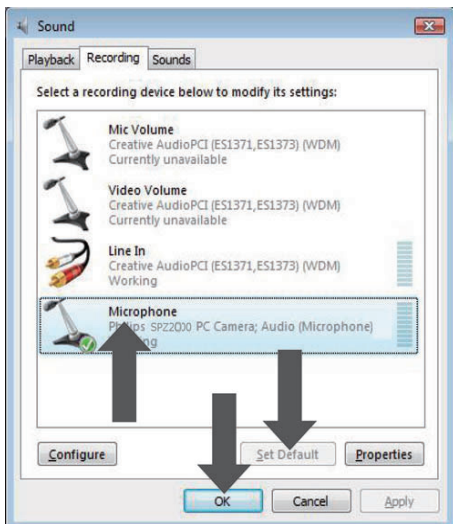 Sound
Playback Recording Sounds
Select a recording device below to modify its settings:
Mic Volume
Creative AudioPCI (ES1371,ES1373) (WDM)
Currently unavailable
Video Volume
Creative AudioPCI (ES1371,ES1373) (WDM)
Currently unavailable
Line In
Creative AudioPCI (ES1371,ES1373) (WDM)
Working
Microphone
Philips SPZ2000 PC Camera; Audio (Microphone)
Configure Set Default Properties
OK Cancel Apply